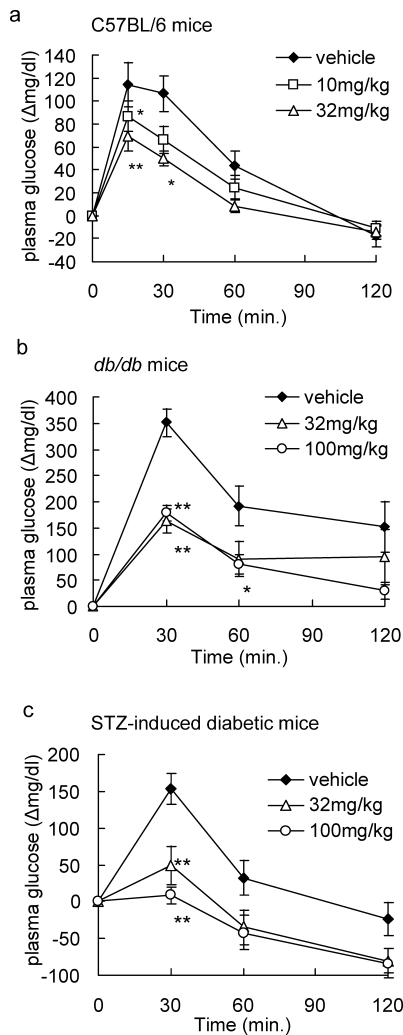 a
C57BL/6 mice
vehicle
10mg/kg
32mg/kg
plasma glucose (Δmg/dl)
140
120
100
80
60
40
20
0
-20
-40
*
**
*
0 30 60 90 120
Time (min.)
b
db/db mice
vehicle
32mg/kg
100mg/kg
plasma glucose (Δmg/dl)
400
350
300
250
200
150
100
50
0
**
**
*
0 30 60 90 120
Time (min.)
c
STZ-induced diabetic mice
vehicle
32mg/kg
100mg/kg
plasma glucose (Δmg/dl)
200
150
100
50
0
-50
-100
**
**
0 30 60 90 120
Time (min.)